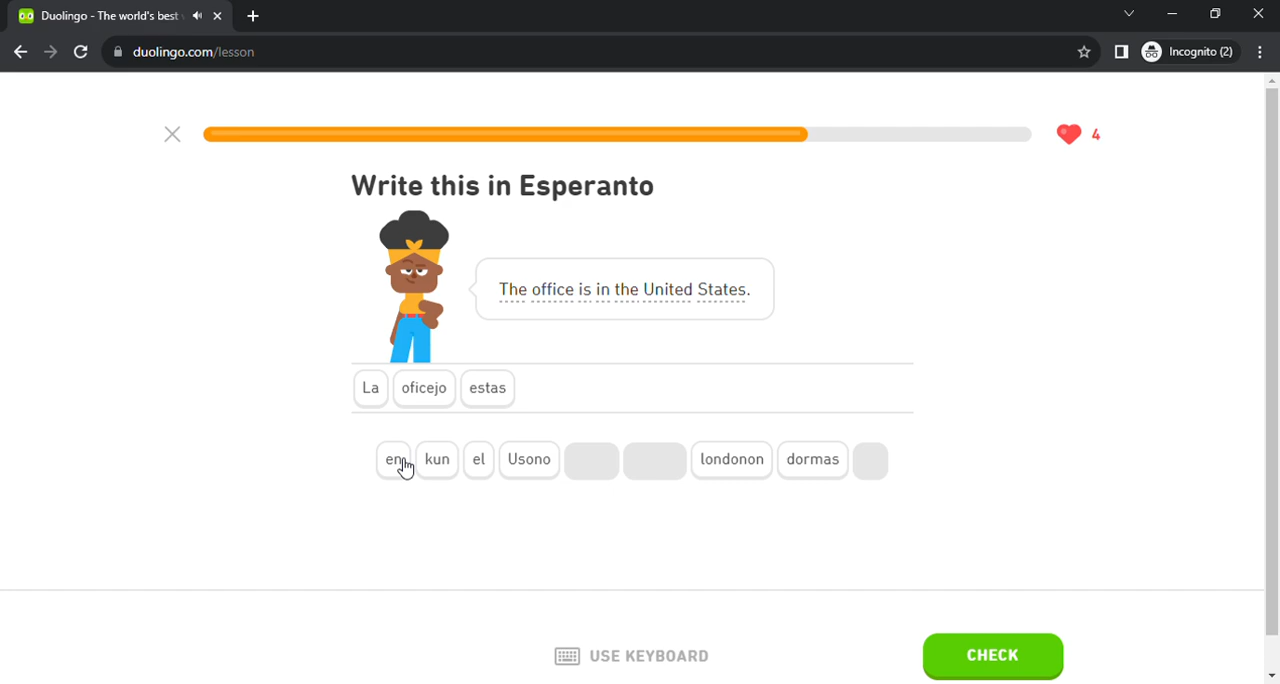 Duolingo - The world's best
duolingo.com/lesson
Incognito (2)
4
Write this in Esperanto
The office is in the United States.
La oficejo estas
en kun el Usono londonon dormas
USE KEYBOARD
CHECK